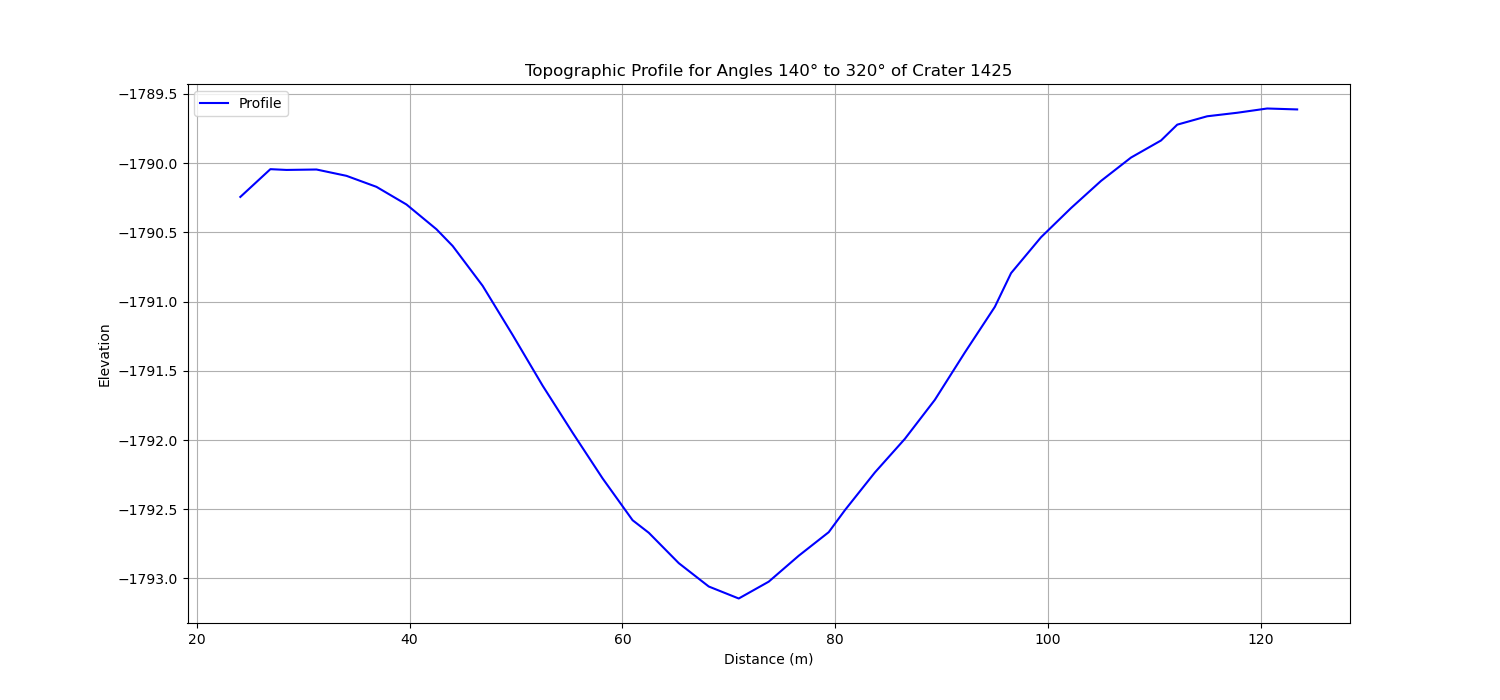 Topographic Profile for Angles 140° to 320° of Crater 1425
Profile
−1789.5
−1790.0
−1790.5
−1791.0
−1791.5
−1792.0
−1792.5
−1793.0
Elevation
20 40 60 80 100 120
Distance (m)